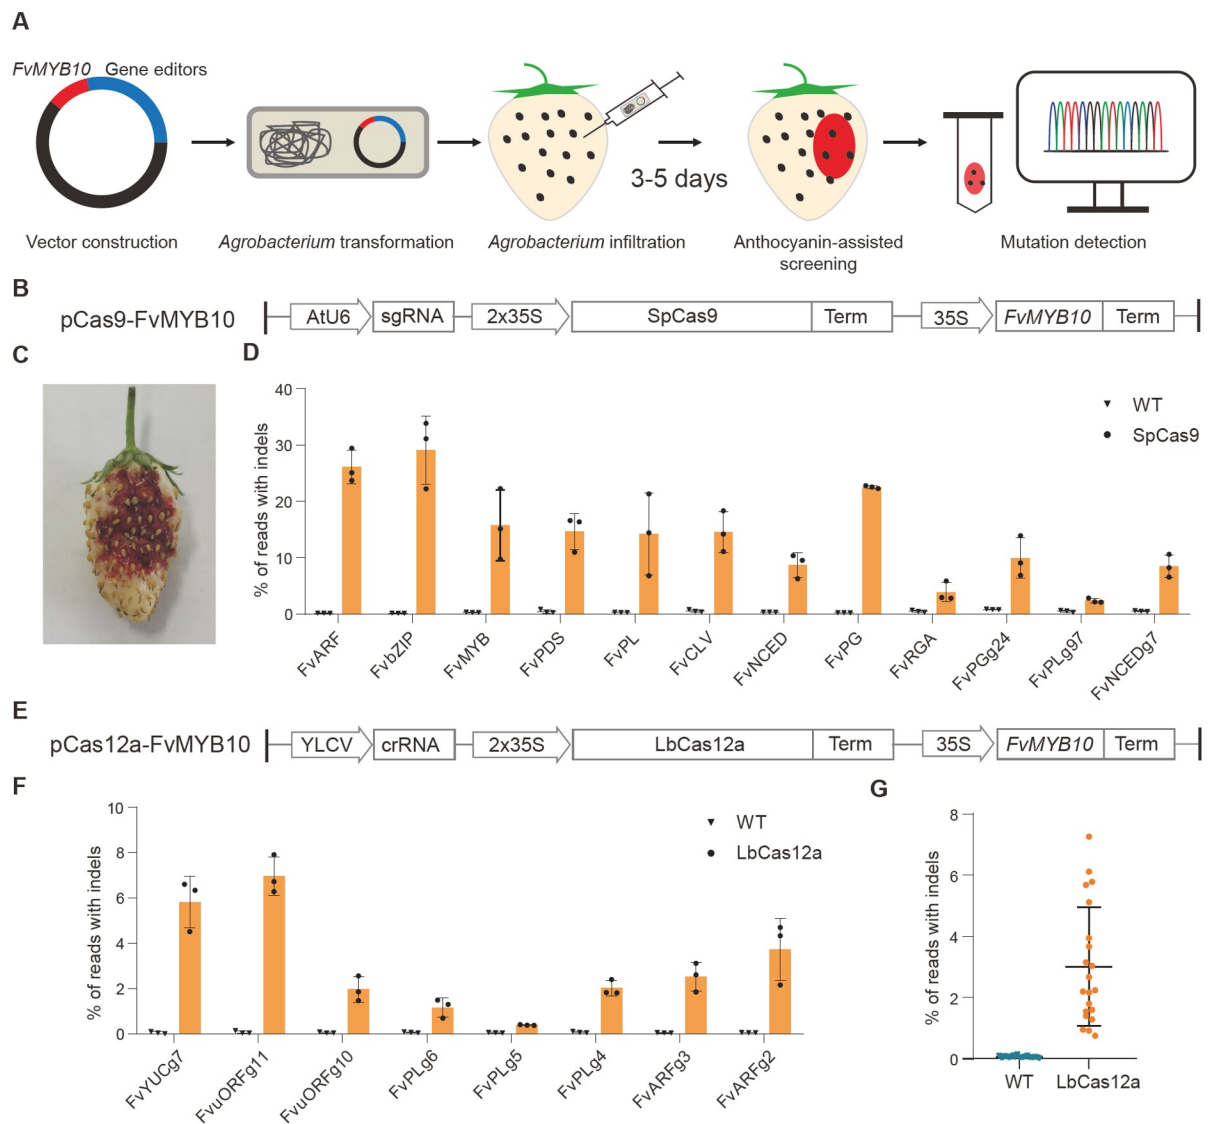 A
FvMYB10 Gene editors
3-5 days
Vector construction
Agrobacterium transformation
Agrobacterium infiltration
Anthocyanin-assisted
screening
Mutation detection
B
pCas9-FvMYB10
AtU6 sgRNA 2x35S SpCas9 Term 35S FvMYB10 Term
C
D
% of reads with indels
40
30
20
10
0
WT
SpCas9
FvARF
FvbZIP
FvMYB
FvPDS
FvPL
FvCLV
FvNCED
FvPG
FvRGA
FvPGg24
FvPLg97
FvNCEDg7
E
pCas12a-FvMYB10
YLCV crRNA 2x35S LbCas12a Term 35S FvMYB10 Term
F
% of reads with indels
10
8
6
4
2
0
WT
LbCas12a
FvYUCg7
FvuORFg11
FvuORFg10
FvPLg6
FvPLg5
FvPLg4
FvARFg3
FvARFg2
G
% of reads with indels
8
6
4
2
0
WT
LbCas12a